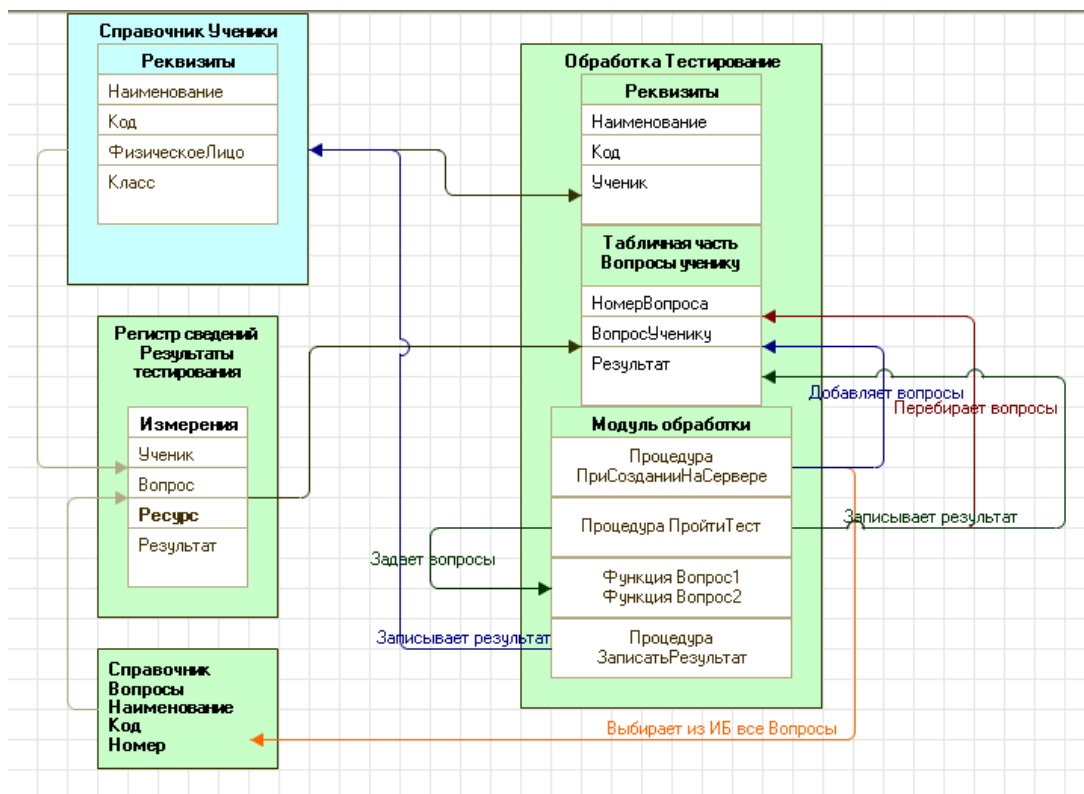 Справочник Ученики
Реквизиты
Наименование
Код
ФизическоеЛицо
Класс
Обработка Тестирование
Реквизиты
Наименование
Код
Ученик
Табличная часть
Вопросы ученику
НомерВопроса
ВопросУченику
Результат
Добавляет вопросы
Перебирает вопросы
Модуль обработки
Процедура
ПриСозданииНаСервере
Процедура ПройтиТест
Записывает результат
Функция Вопрос1
Функция Вопрос2
Процедура
ЗаписатьРезультат
Регистр сведений
Результаты
тестирования
Измерения
Ученик
Вопрос
Ресурс
Результат
Задает вопросы
Записывает результат
Справочник
Вопросы
Наименование
Код
Номер
Выбирает из ИБ все Вопросы